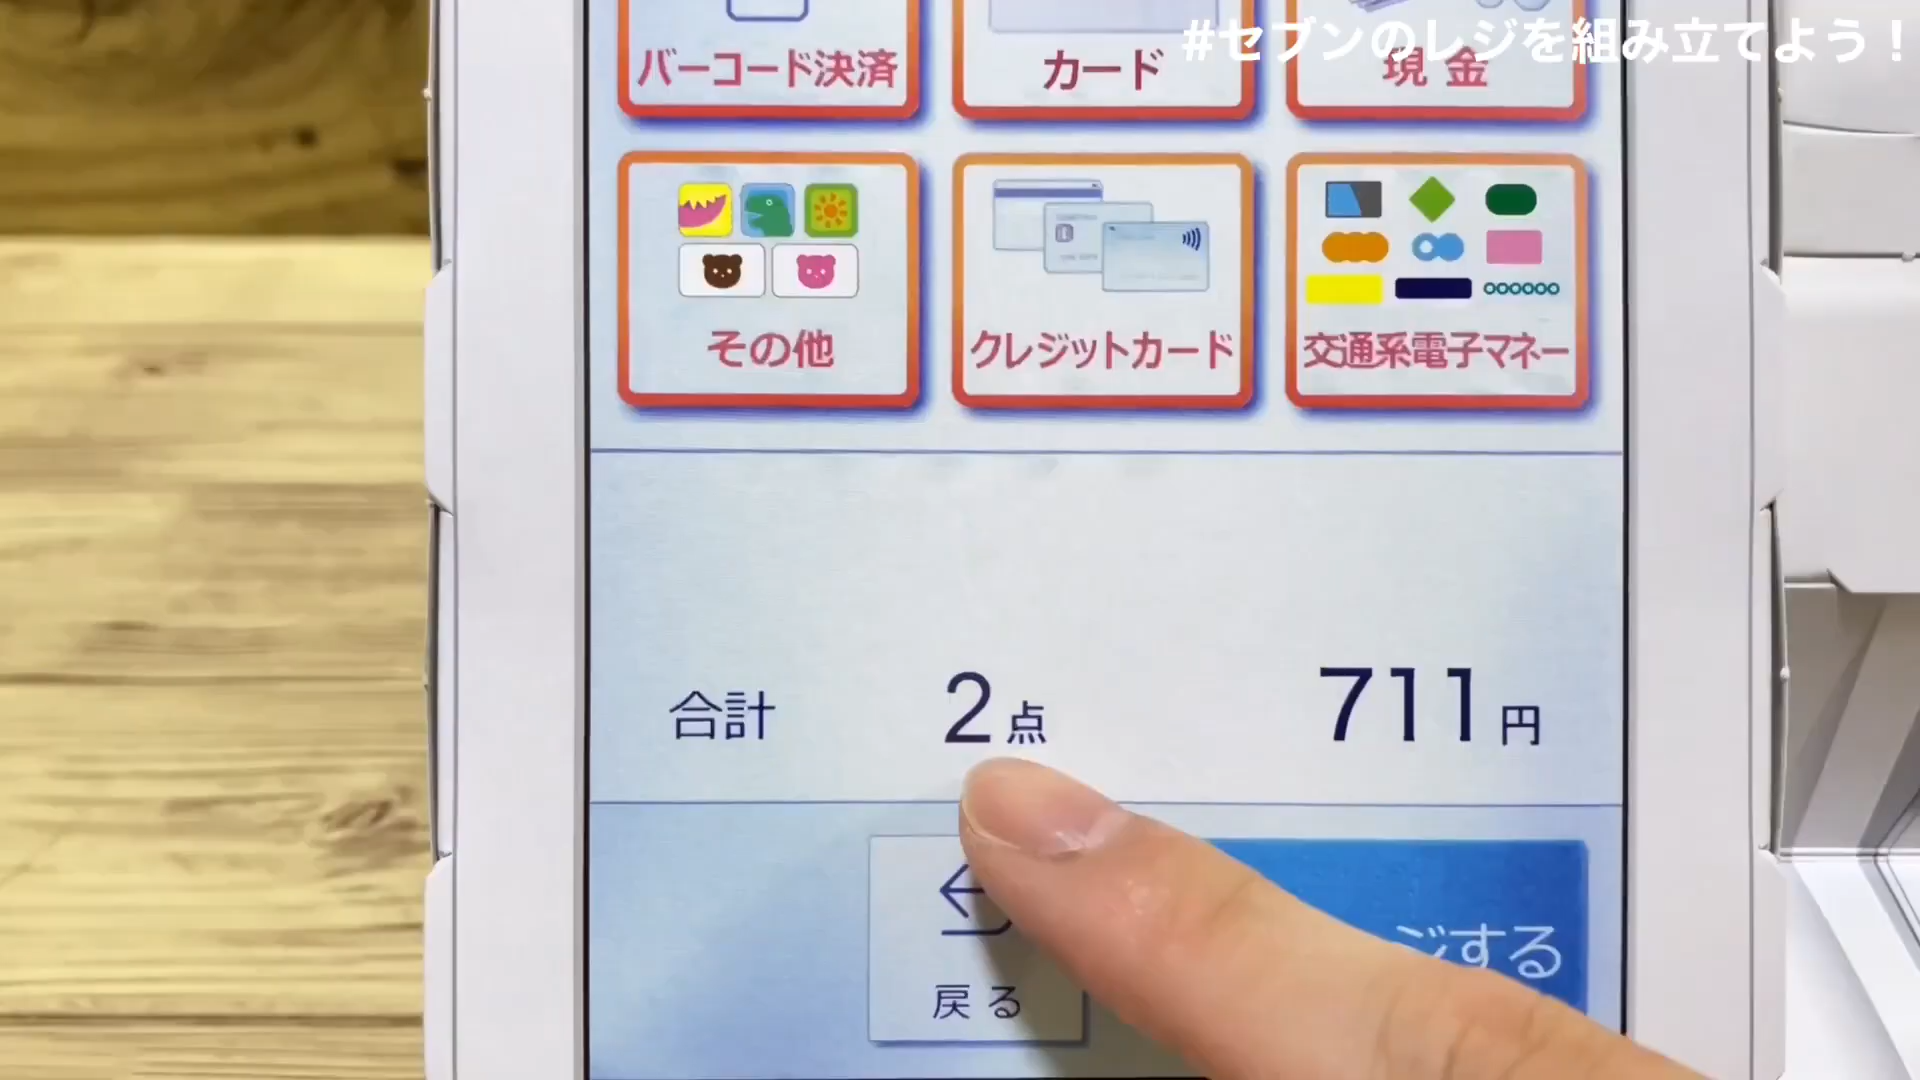 #セブンのレジを組み立てよう！
バーコード決済
カード
現金
その他
クレジットカード
交通系電子マネー
合計 2点 711円
ジする
戻る